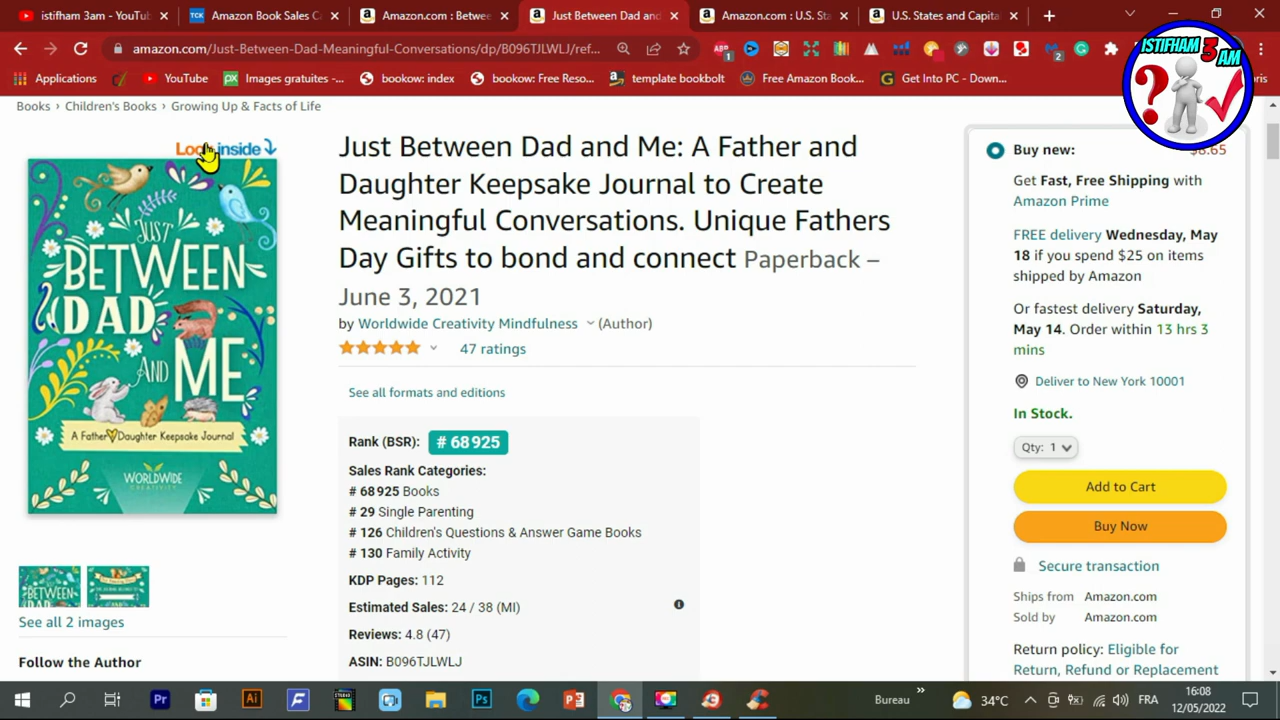 istifham 3am - YouTu
Amazon Book Sales C
Amazon.com : Betwee
Just Between Dad and
Amazon.com : U.S. Sta
U.S. States and Capita
amazon.com/Just-Between-Dad-Meaningful-Conversations/dp/B096TJLWLJ/ref...
Applications
YouTube
Images gratuites -...
bookow: index
bookow: Free Reso...
template bookbolt
Free Amazon Book...
Get Into PC - Down...
ISTIFHAM 3 AM
Books › Children's Books › Growing Up & Facts of Life
Look inside
JUST
BETWEEN
DAD
AND ME
A Father Daughter Keepsake Journal
WORLDWIDE
CREATIVITY
See all 2 images
Follow the Author
Just Between Dad and Me: A Father and
Daughter Keepsake Journal to Create
Meaningful Conversations. Unique Fathers
Day Gifts to bond and connect Paperback –
June 3, 2021
by Worldwide Creativity Mindfulness (Author)
47 ratings
See all formats and editions
Rank (BSR): # 68 925
Sales Rank Categories:
# 68 925 Books
# 29 Single Parenting
# 126 Children's Questions & Answer Game Books
# 130 Family Activity
KDP Pages: 112
Estimated Sales: 24 / 38 (MI)
Reviews: 4.8 (47)
ASIN: B096TJLWLJ
Buy new:
Get Fast, Free Shipping with
Amazon Prime
FREE delivery Wednesday, May
18 if you spend $25 on items
shipped by Amazon
Or fastest delivery Saturday,
May 14. Order within 13 hrs 3
mins
Deliver to New York 10001
In Stock.
Qty: 1
Add to Cart
Buy Now
Secure transaction
Ships from Amazon.com
Sold by Amazon.com
Return policy: Eligible for
Return, Refund or Replacement
Bureau
34°C
FRA
16:08
12/05/2022